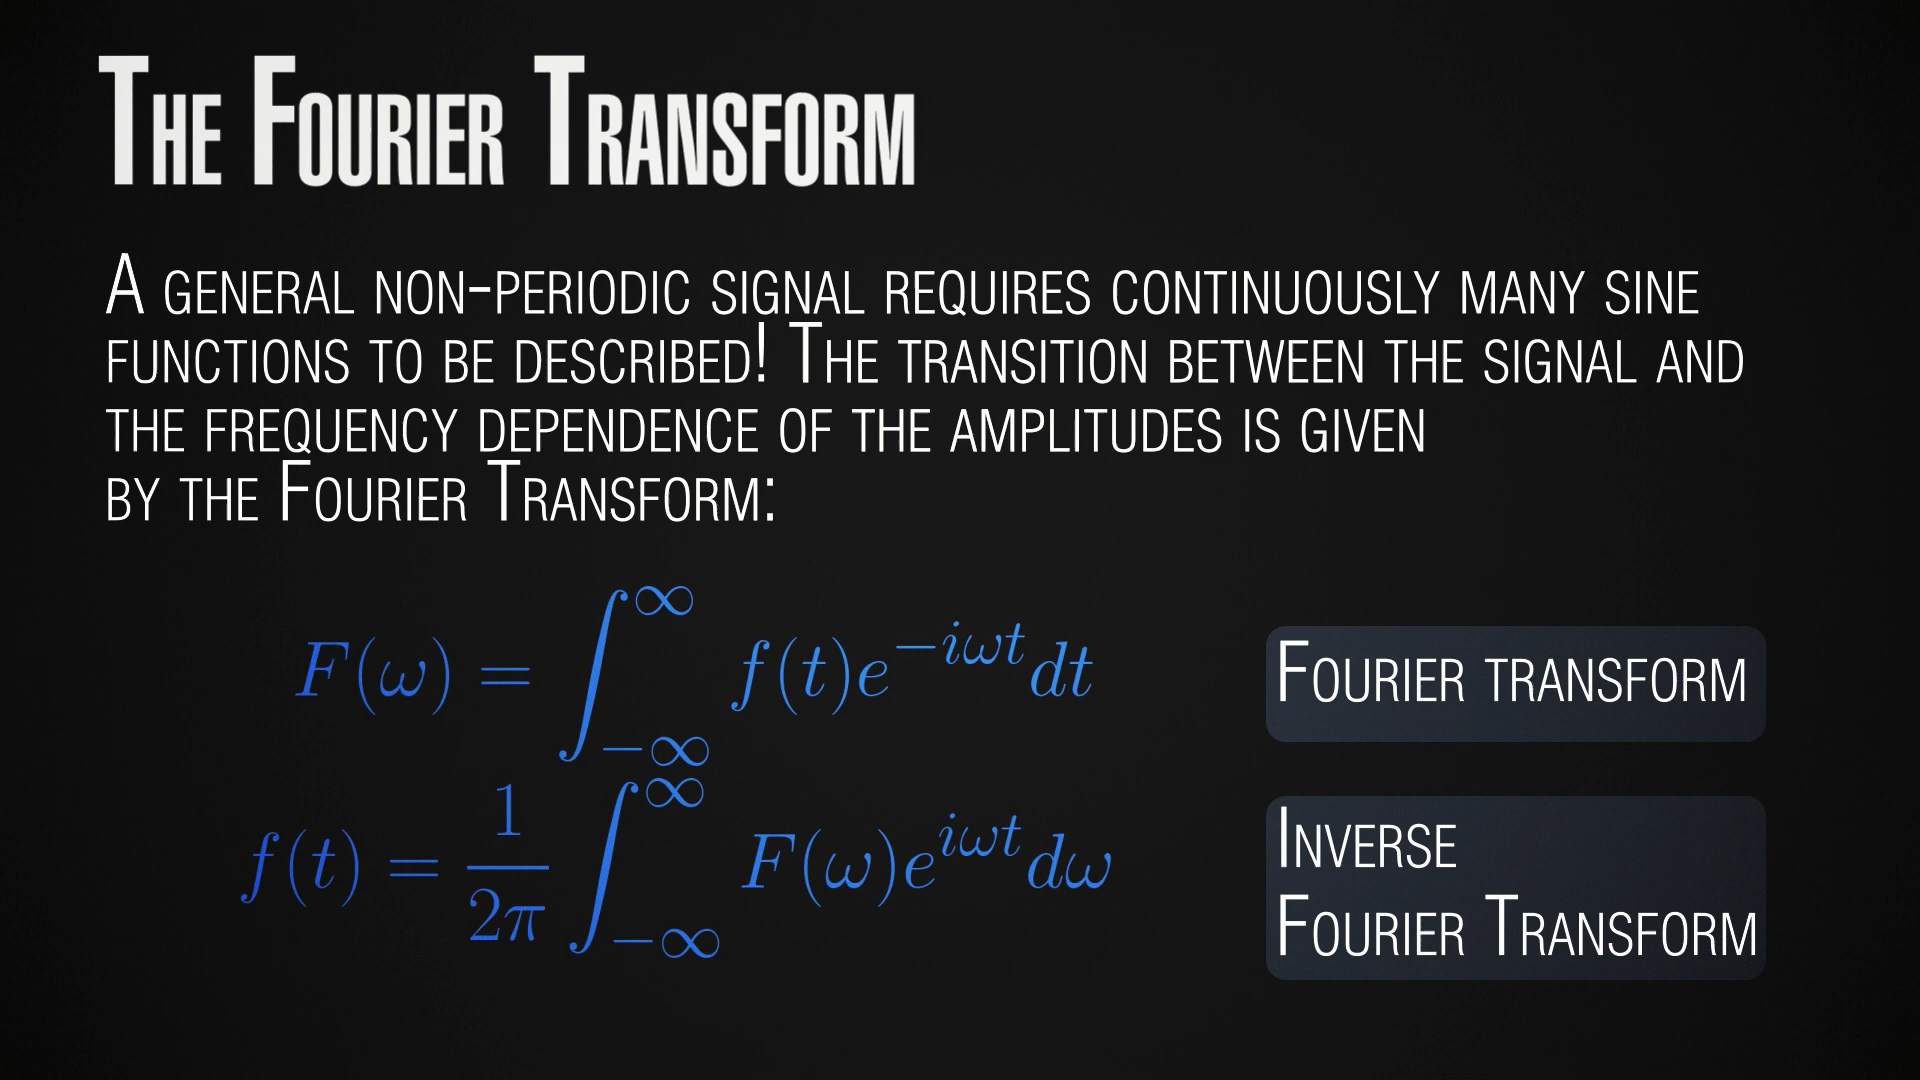 The Fourier Transform
A general non-periodic signal requires continuously many sine
functions to be described! The transition between the signal and
the frequency dependence of the amplitudes is given
by the Fourier Transform:
F(ω) = ∫_{-∞}^{∞} f(t)e^{-iωt}dt
Fourier transform
f(t) = \frac{1}{2π} ∫_{-∞}^{∞} F(ω)e^{iωt}dω
Inverse
Fourier Transform